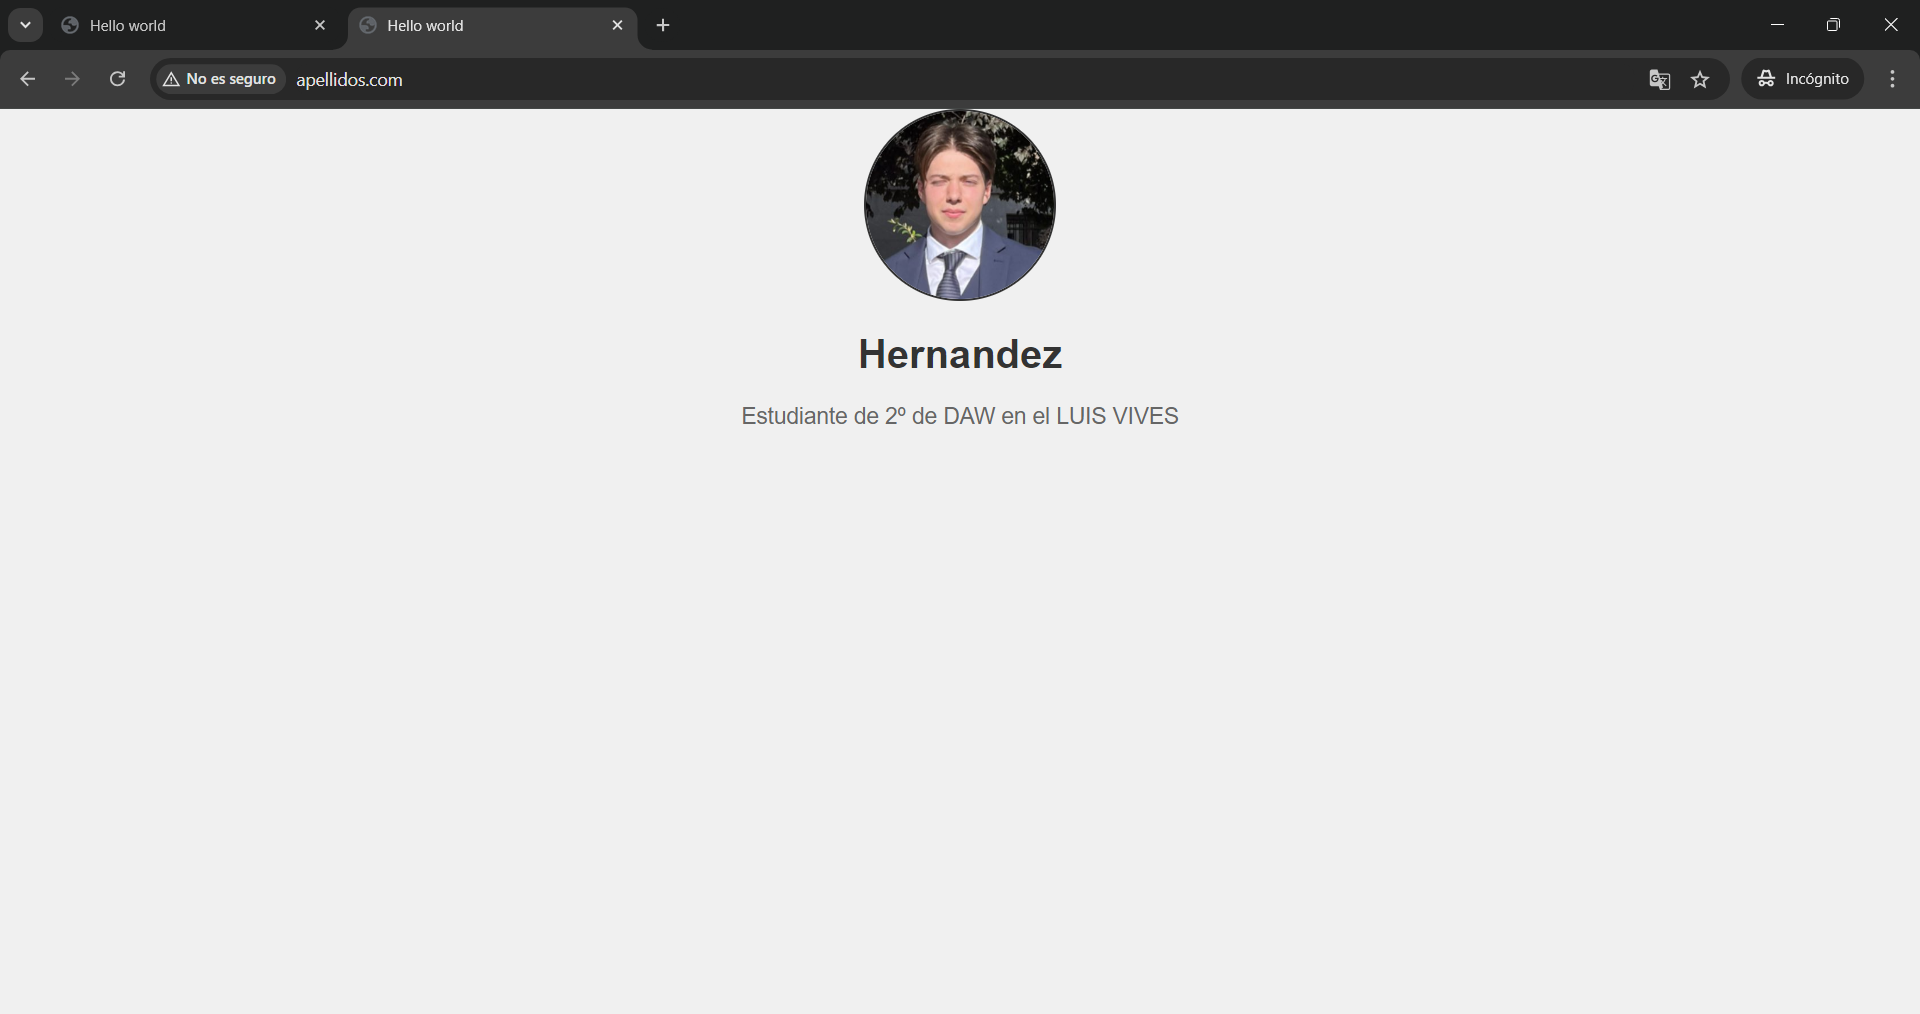 Hello world
Hello world
No es seguro
apellidos.com
Incógnito
Hernandez
Estudiante de 2º de DAW en el LUIS VIVES